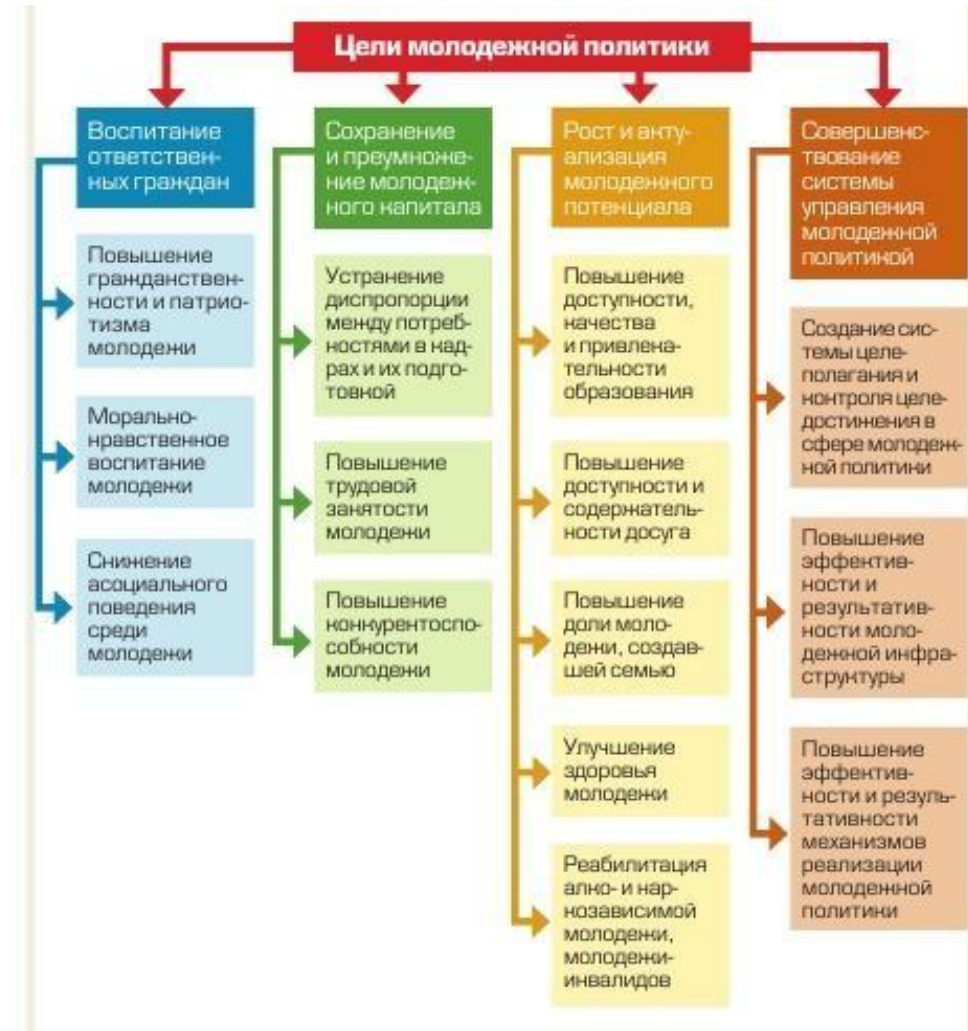 Цели молодежной политики
Воспитание
ответствен-
ных граждан
Повышение
гражданствен-
ности и патрио-
тизма
молодежи
Морально-
нравственное
воспитание
молодежи
Снижение
асоциального
поведения
среди
молодежи
Сохранение
и преумноже-
ние молодеж-
ного капитала
Устранение
диспропорции
между потреб-
ностями в кад-
рах и их подго-
товкой
Повышение
трудовой
занятости
молодежи
Повышение
конкурентоспо-
собности
молодежи
Рост и акту-
ализация
молодежного
потенциала
Повышение
доступности,
качества
и привлека-
тельности
образования
Повышение
доступности и
содержатель-
ности досуга
Повышение
доли моло-
дежи, создав-
шей семью
Улучшение
здоровья
молодежи
Реабилитация
алко- и нар-
козависимой
молодежи,
молодежи-
инвалидов
Совершенс-
твование
системы
управления
молодежной
политикой
Создание сис-
темы целе-
полагания и
контроля целе-
достижения в
сфере молодеж-
ной политики
Повышение
эффектив-
ности и
результатив-
ности моло-
дежной инфра-
структуры
Повышение
эффектив-
ности и резуль-
тативности
механизмов
реализации
молодежной
политики